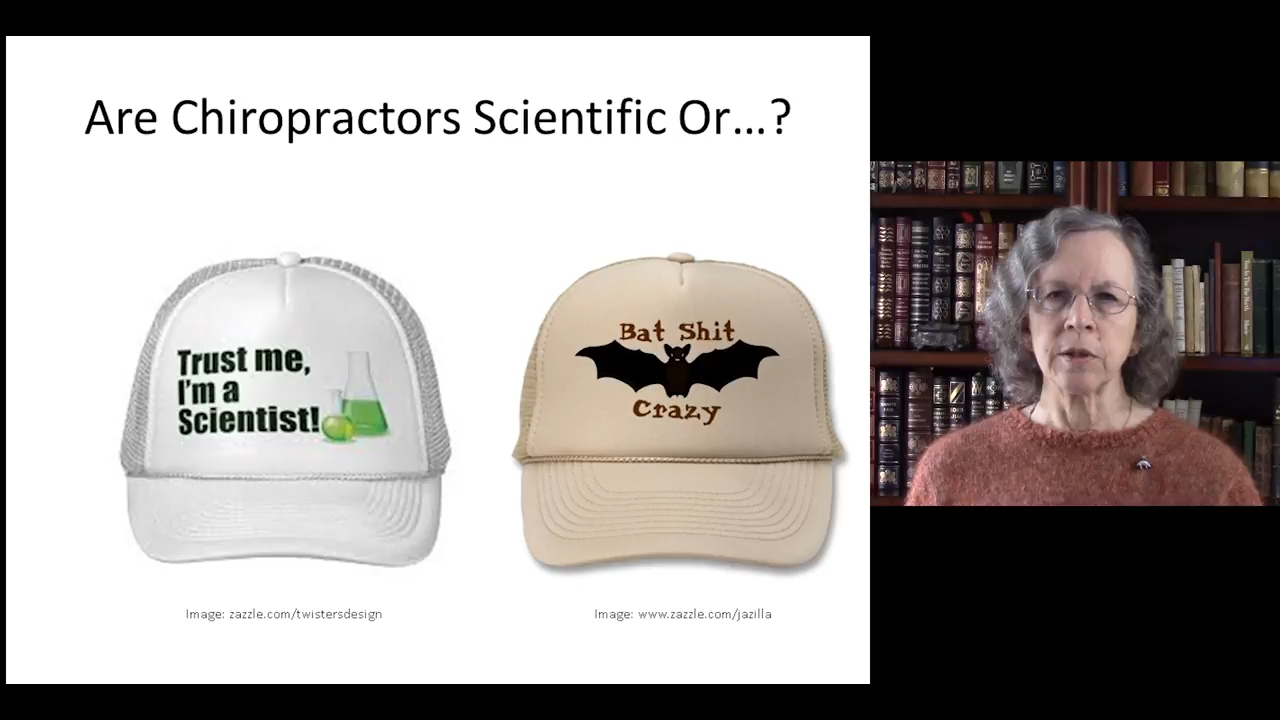 Are Chiropractors Scientific Or…?
Trust me,
I'm a
Scientist!
Bat Shit
Crazy
Image: zazzle.com/twistersdesign
Image: www.zazzle.com/jazilla